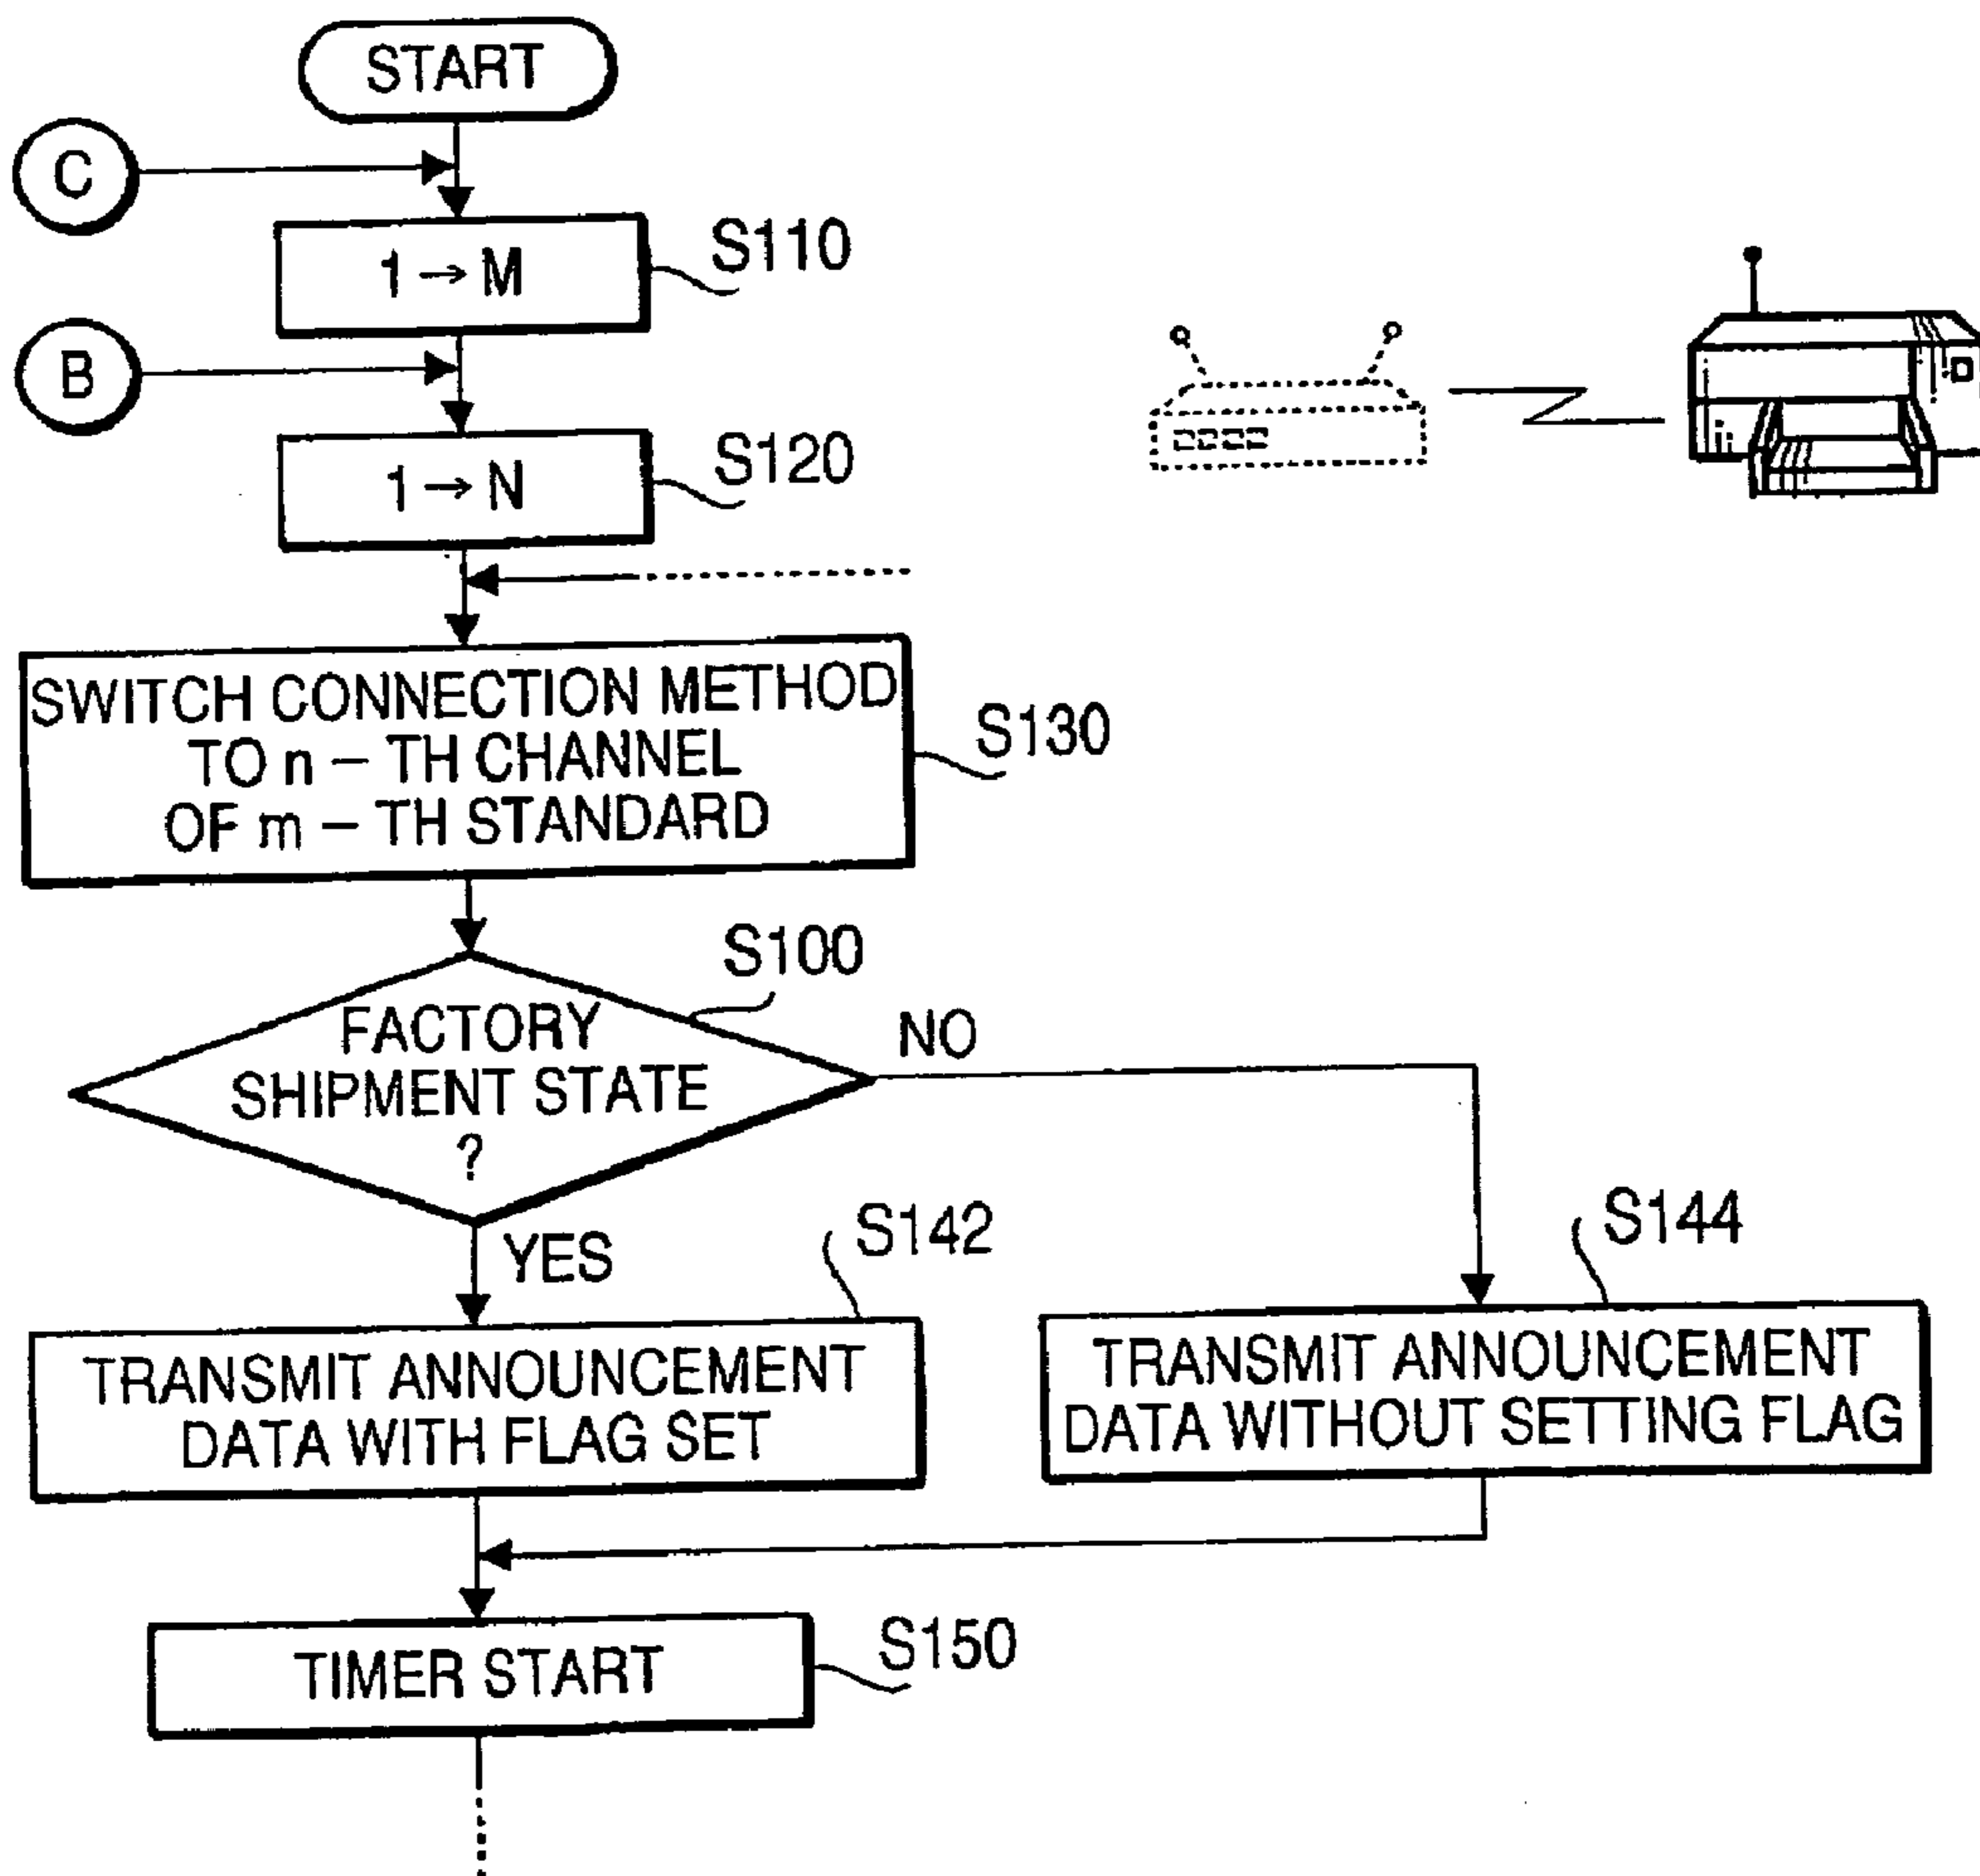 START
C
1 → M
S110
B
1 → N
S120
SWITCH CONNECTION METHOD
TO n – TH CHANNEL
OF m – TH STANDARD
S130
S100
FACTORY
SHIPMENT STATE
?
NO
YES
S142
S144
TRANSMIT ANNOUNCEMENT
DATA WITH FLAG SET
TRANSMIT ANNOUNCEMENT
DATA WITHOUT SETTING FLAG
TIMER START
S150